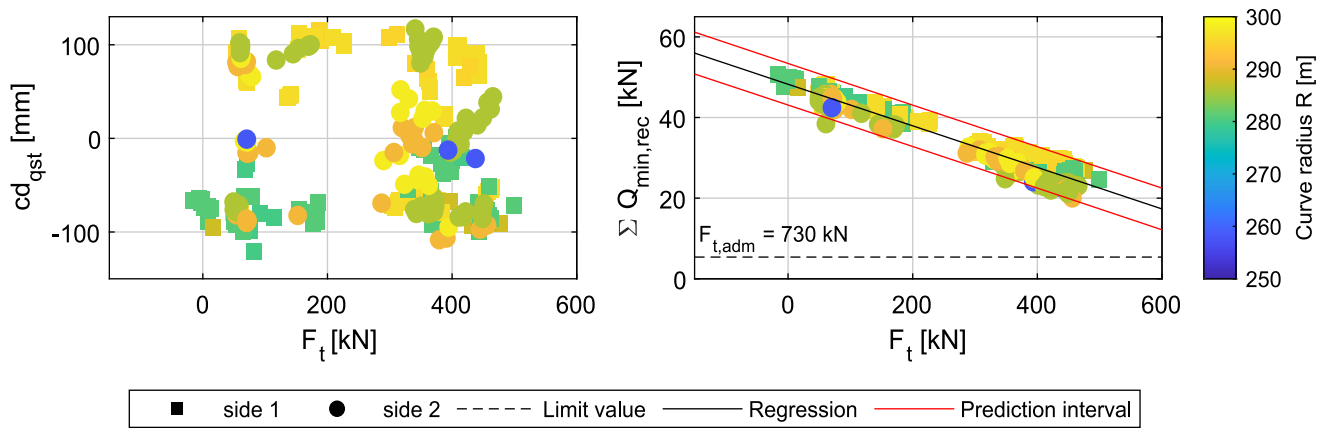 100
0
-100
0 200 400 600
cd_qst [mm]
F_t [kN]
60
40
20
0
0 200 400 600
Σ Q_min,rec [kN]
F_t,adm = 730 kN
F_t [kN]
300
290
280
270
260
250
Curve radius R [m]
side 1 side 2 Limit value Regression Prediction interval